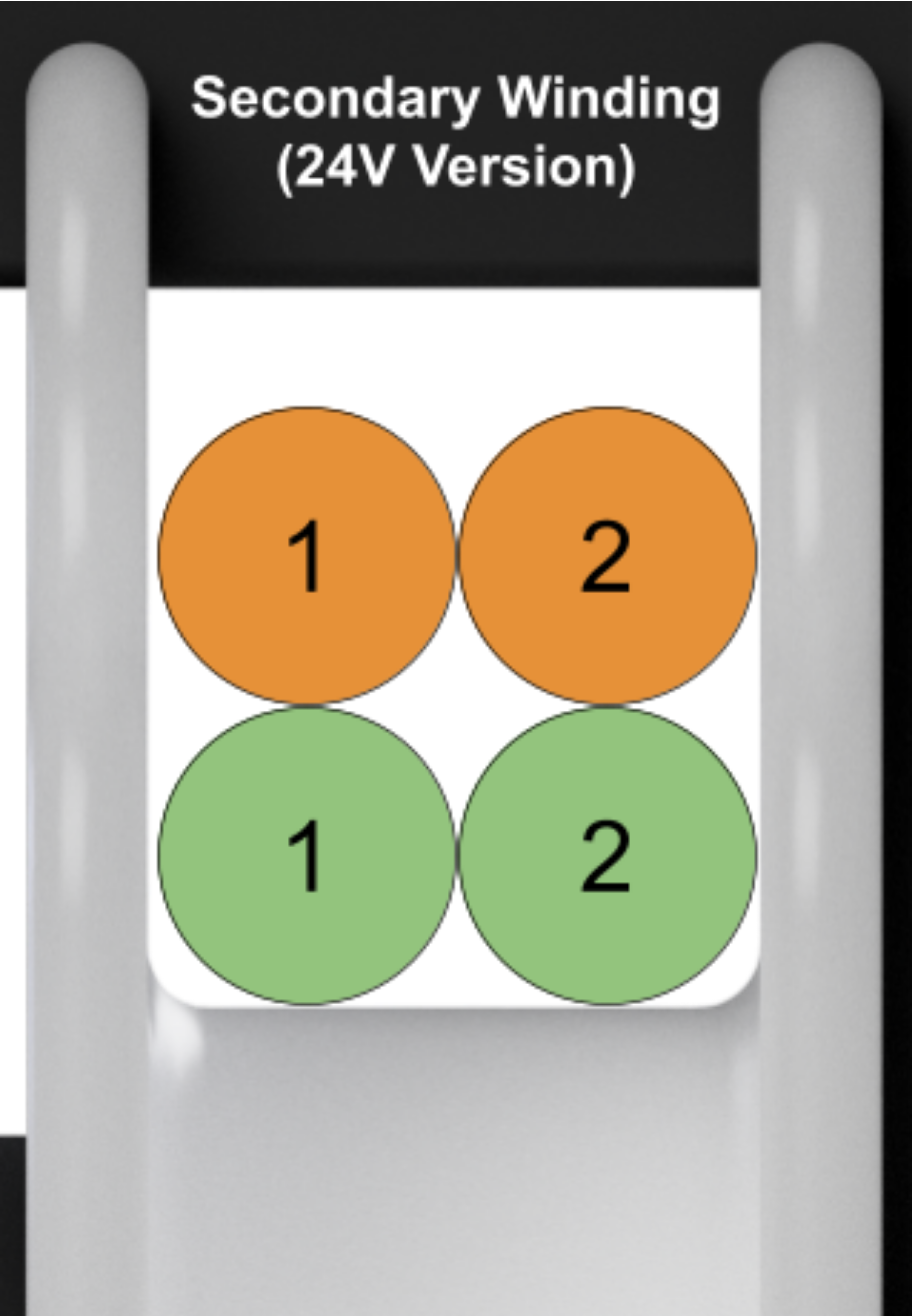 Secondary Winding
(24V Version)
1 2
1 2